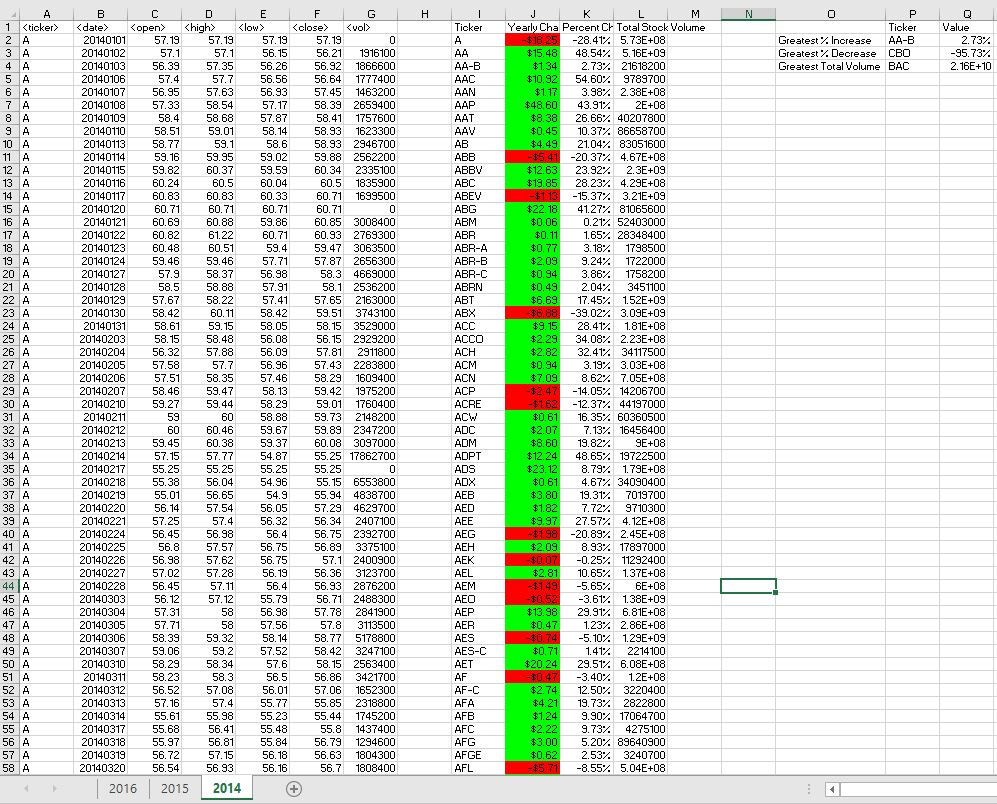 A B C D E F G H I J K L M N O P Q
1 <ticker> <date> <open> <high> <low> <close> <vol> Ticker Yearly Cha Percent Ch Total Stock Volume Ticker Value
2 A 20140101 57.19 57.19 57.19 57.19 0 A -$16.25 -28.41% 5.73E+08 Greatest % Increase AA-B 2.73%
3 A 20140102 57.1 57.1 56.15 56.21 1916100 AA $15.48 48.54% 5.16E+09 Greatest % Decrease CBO -95.73%
4 A 20140103 56.39 57.35 56.26 56.92 1866600 AA-B $1.34 2.73% 21618200 Greatest Total Volume BAC 2.16E+10
5 A 20140106 57.4 57.7 56.56 56.64 1777400 AAC $10.92 54.60% 9789700
6 A 20140107 56.95 57.63 56.93 57.45 1463200 AAN $1.17 3.98% 2.38E+08
7 A 20140108 57.33 58.54 57.17 58.39 2659400 AAP $48.60 43.91% 2E+08
8 A 20140109 58.4 58.68 57.87 58.41 1757600 AAT $8.38 26.66% 40207800
9 A 20140110 58.51 59.01 58.14 58.93 1623300 AAV $0.45 10.37% 86658700
10 A 20140113 58.77 59.1 58.6 58.93 2946700 AB $4.49 21.04% 83051600
11 A 20140114 59.16 59.95 59.02 59.88 2562200 ABB -$5.41 -20.37% 4.67E+08
12 A 20140115 59.82 60.37 59.59 60.34 2335100 ABBV $12.63 23.92% 2.3E+09
13 A 20140116 60.24 60.5 60.04 60.5 1835900 ABC $19.85 28.23% 4.29E+08
14 A 20140117 60.83 60.83 60.33 60.71 1699500 ABEV -$1.13 -15.37% 3.21E+09
15 A 20140120 60.71 60.71 60.71 60.71 0 ABG $22.18 41.27% 81065600
16 A 20140121 60.69 60.88 59.86 60.85 3008400 ABM $0.06 0.21% 52403000
17 A 20140122 60.82 61.22 60.71 60.93 2769300 ABR $0.11 1.65% 28348400
18 A 20140123 60.48 60.51 59.4 59.47 3063500 ABR-A $0.77 3.18% 1798500
19 A 20140124 59.46 59.46 57.71 57.87 2656300 ABR-B $2.09 9.24% 1722000
20 A 20140127 57.9 58.37 56.98 58.3 4669000 ABR-C $0.94 3.86% 1758200
21 A 20140128 58.5 58.88 57.91 58.1 2536200 ABRN $0.49 2.04% 3451100
22 A 20140129 57.67 58.22 57.41 57.65 2163000 ABT $6.69 17.45% 1.52E+09
23 A 20140130 58.42 60.11 58.42 59.51 3743100 ABX -$6.88 -39.02% 3.09E+09
24 A 20140131 58.61 59.15 58.05 58.15 3529000 ACC $9.15 28.41% 1.81E+08
25 A 20140203 58.15 58.48 56.08 56.15 2929200 ACCO $2.29 34.08% 2.23E+08
26 A 20140204 56.32 57.88 56.09 57.81 2911800 ACH $2.82 32.41% 34117500
27 A 20140205 57.58 57.7 56.96 57.43 2283800 ACM $0.94 3.19% 3.03E+08
28 A 20140206 57.51 58.35 57.46 58.29 1609400 ACN $7.09 8.62% 7.05E+08
29 A 20140207 58.46 59.47 58.13 59.42 1975200 ACP -$2.47 -14.05% 14206700
30 A 20140210 59.27 59.44 58.29 59.01 1760400 ACRE -$1.62 -12.37% 44197000
31 A 20140211 59 60 58.88 59.73 2148200 ACW $0.61 16.35% 60360500
32 A 20140212 60 60.46 59.67 59.89 2347200 ADC $2.07 7.13% 16456400
33 A 20140213 59.45 60.38 59.37 60.08 3097000 ADM $8.60 19.82% 9E+08
34 A 20140214 57.15 57.77 54.87 55.25 17862700 ADPT $12.24 48.65% 19722500
35 A 20140217 55.25 55.25 55.25 55.25 0 ADS $23.12 8.79% 1.79E+08
36 A 20140218 55.38 56.04 54.96 55.15 6553800 ADX $0.61 4.67% 34090400
37 A 20140219 55.01 56.65 54.9 55.94 4838700 AEB $3.80 19.31% 7019700
38 A 20140220 56.14 57.54 56.05 57.29 4629700 AED $1.82 7.72% 9710300
39 A 20140221 57.25 57.4 56.32 56.34 2407100 AEE $9.97 27.57% 4.12E+08
40 A 20140224 56.45 56.98 56.4 56.75 2392700 AEG -$1.98 -20.89% 2.45E+08
41 A 20140225 56.8 57.57 56.75 56.89 3375100 AEH $2.09 8.93% 17897000
42 A 20140226 56.98 57.62 56.75 57.1 2400900 AEK -$0.07 -0.25% 11292400
43 A 20140227 57.02 57.28 56.19 56.36 3123700 AEL $2.81 10.65% 1.37E+08
44 A 20140228 56.45 57.11 56.4 56.93 2876200 AEM -$1.49 -5.65% 6E+08
45 A 20140303 56.12 57.12 55.79 56.71 2488300 AEO -$0.52 -3.61% 1.38E+09
46 A 20140304 57.31 58 56.98 57.78 2841900 AEP $13.98 29.91% 6.81E+08
47 A 20140305 57.71 58 57.56 57.8 3113500 AER $0.47 1.23% 2.86E+08
48 A 20140306 58.39 59.32 58.14 58.77 5178800 AES -$0.74 -5.10% 1.29E+09
49 A 20140307 59.06 59.2 57.52 58.42 3247100 AES-C $0.71 1.41% 2214100
50 A 20140310 58.29 58.34 57.6 58.15 2563400 AET $20.24 29.51% 6.08E+08
51 A 20140311 58.23 58.3 56.5 56.86 3421700 AF -$0.47 -3.40% 1.2E+08
52 A 20140312 56.52 57.08 56.01 57.06 1652300 AF-C $2.74 12.50% 3220400
53 A 20140313 57.16 57.4 55.77 55.85 2318800 AFA $4.21 19.73% 2822800
54 A 20140314 55.61 55.98 55.23 55.44 1745200 AFB $1.24 9.90% 17064700
55 A 20140317 55.68 56.41 55.48 55.8 1437400 AFC $2.22 9.73% 4275100
56 A 20140318 55.97 56.81 55.84 56.79 1294600 AFG $3.00 5.20% 89640900
57 A 20140319 56.72 57.15 56.18 56.63 1804300 AFGE $0.62 2.53% 3240700
58 A 20140320 56.54 56.93 56.16 56.7 1808400 AFL -$5.71 -8.55% 5.04E+08
2016 2015 2014